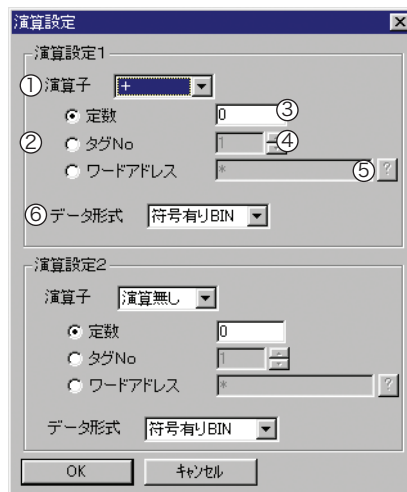 演算設定
演算設定1
①演算子 +
定数 0 ③
② タグNo 1 ④
ワードアドレス * ⑤ ?
⑥データ形式 符号有りBIN
演算設定2
演算子 演算無し
定数 0
タグNo 1
ワードアドレス * ?
データ形式 符号有りBIN
OK キャンセル